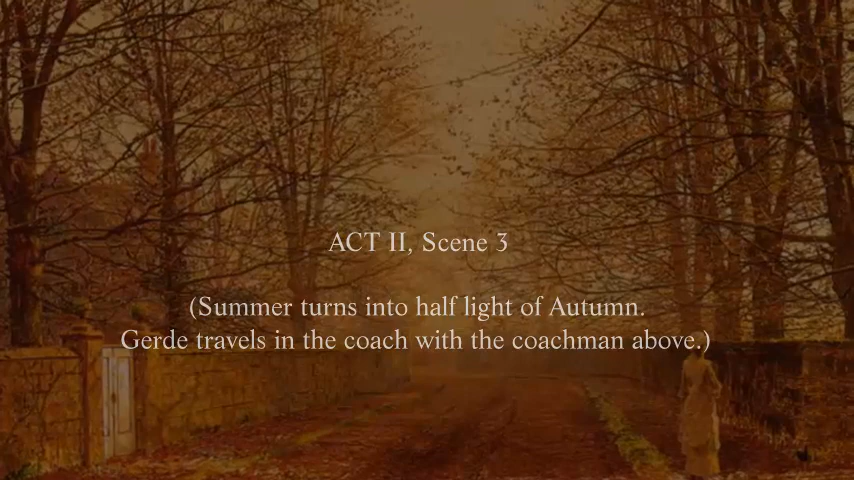 ACT II, Scene 3
(Summer turns into half light of Autumn.
Gerde travels in the coach with the coachman above.)